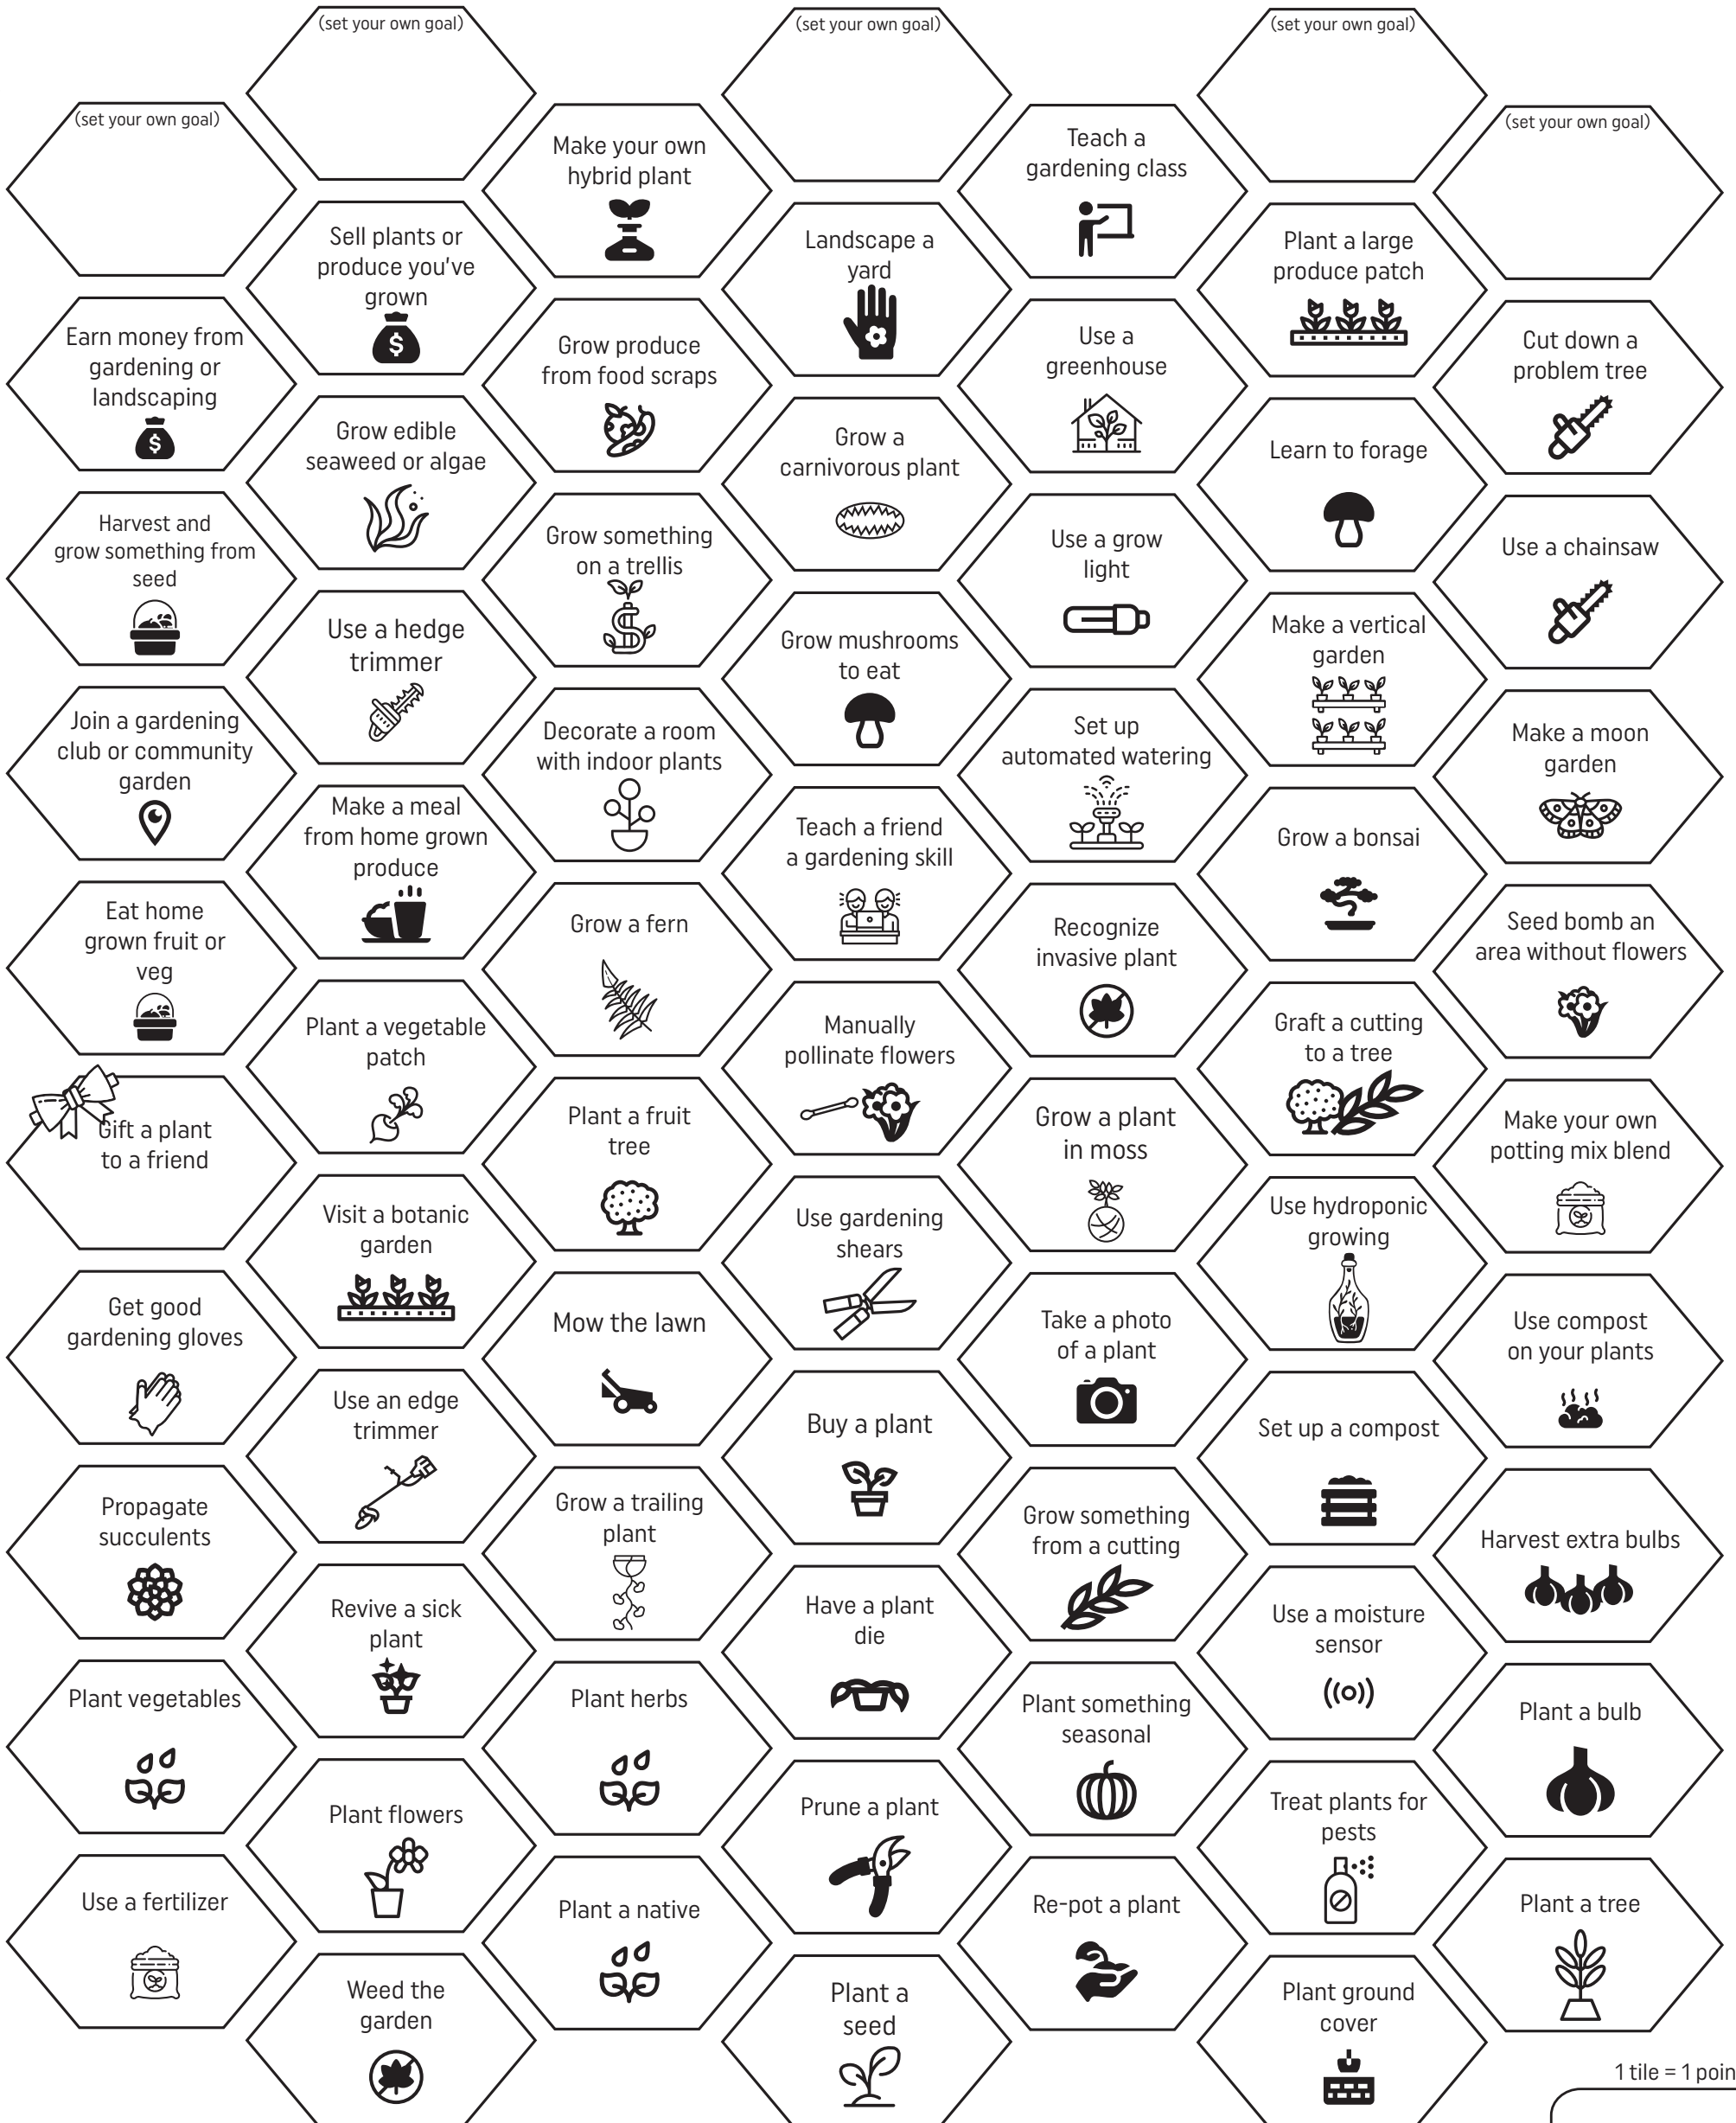 (set your own goal)
(set your own goal)
(set your own goal)
(set your own goal)
(set your own goal)
Make your own
hybrid plant
Teach a
gardening class
Sell plants or
produce you've
grown
Landscape a
yard
Plant a large
produce patch
Earn money from
gardening or
landscaping
Grow produce
from food scraps
Use a
greenhouse
Cut down a
problem tree
Grow edible
seaweed or algae
Grow a
carnivorous plant
Learn to forage
Harvest and
grow something from
seed
Grow something
on a trellis
Use a grow
light
Use a chainsaw
Use a hedge
trimmer
Grow mushrooms
to eat
Make a vertical
garden
Join a gardening
club or community
garden
Decorate a room
with indoor plants
Set up
automated watering
Make a moon
garden
Make a meal
from home grown
produce
Teach a friend
a gardening skill
Grow a bonsai
Eat home
grown fruit or
veg
Grow a fern
Recognize
invasive plant
Seed bomb an
area without flowers
Plant a vegetable
patch
Manually
pollinate flowers
Graft a cutting
to a tree
Gift a plant
to a friend
Plant a fruit
tree
Grow a plant
in moss
Make your own
potting mix blend
Visit a botanic
garden
Use gardening
shears
Use hydroponic
growing
Get good
gardening gloves
Mow the lawn
Take a photo
of a plant
Use compost
on your plants
Use an edge
trimmer
Buy a plant
Set up a compost
Propagate
succulents
Grow a trailing
plant
Grow something
from a cutting
Harvest extra bulbs
Revive a sick
plant
Have a plant
die
Use a moisture
sensor
Plant vegetables
Plant herbs
Plant something
seasonal
Plant a bulb
Plant flowers
Prune a plant
Treat plants for
pests
Use a fertilizer
Plant a native
Re-pot a plant
Plant a tree
Weed the
garden
Plant a
seed
Plant ground
cover
1 tile = 1 poin